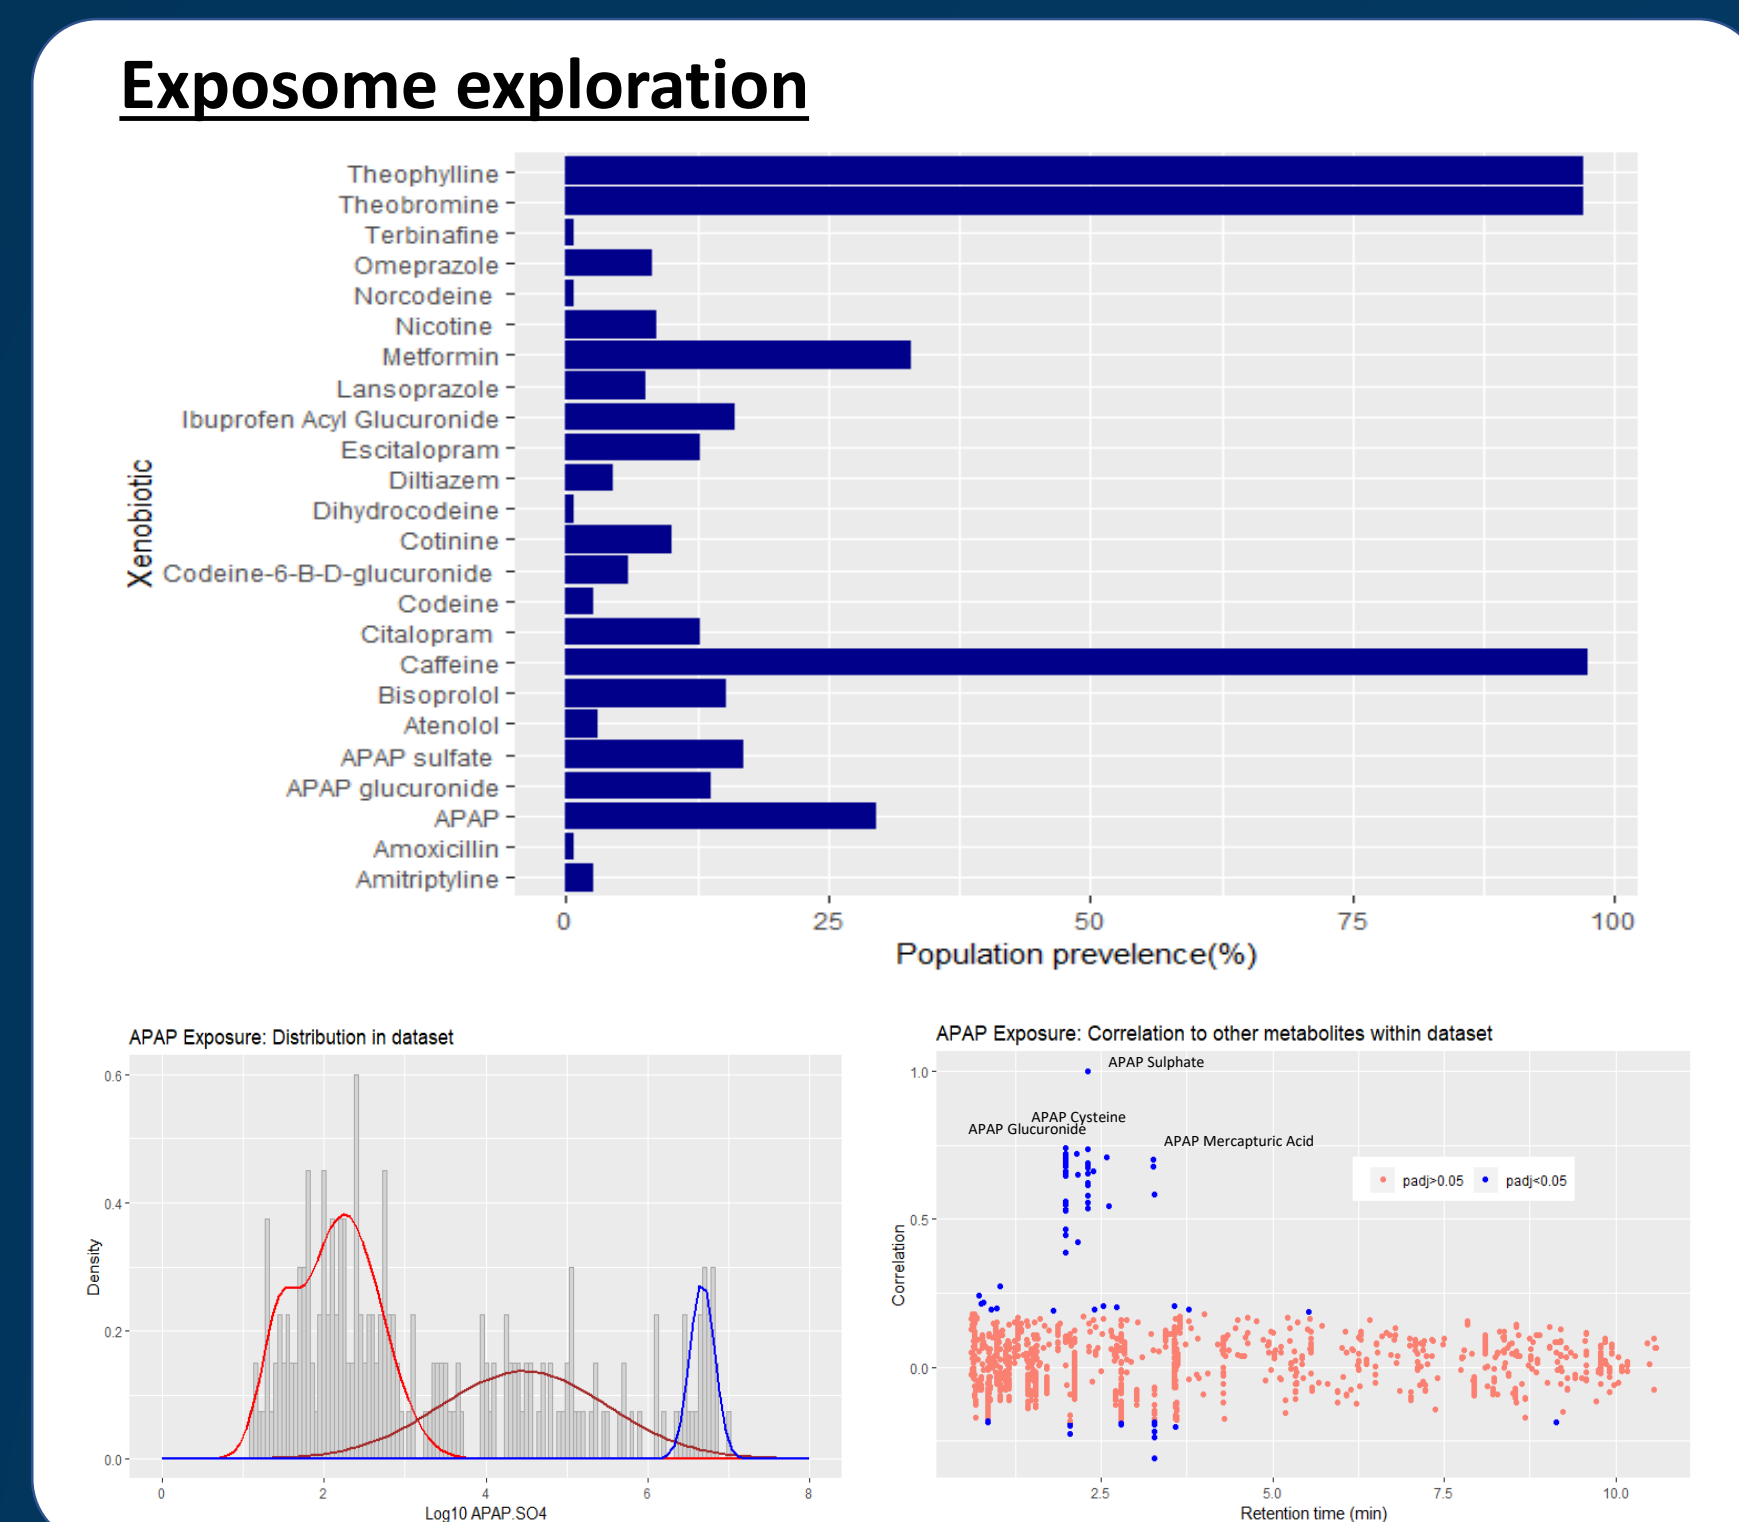 Exposome exploration
Xenobiotic
Theophylline
Theobromine
Terbinafine
Omeprazole
Norcodeine
Nicotine
Metformin
Lansoprazole
Ibuprofen Acyl Glucuronide
Escitalopram
Diltiazem
Dihydrocodeine
Cotinine
Codeine-6-B-D-glucuronide
Codeine
Citalopram
Caffeine
Bisoprolol
Atenolol
APAP sulfate
APAP glucuronide
APAP
Amoxicillin
Amitriptyline
0 25 50 75 100
Population prevelence(%)
APAP Exposure: Distribution in dataset
Density
0.6
0.4
0.2
0.0
0 2 4 6 8
Log10 APAP.SO4
APAP Exposure: Correlation to other metabolites within dataset
Correlation
1.0
0.5
0.0
APAP Sulphate
APAP Cysteine
APAP Glucuronide
APAP Mercapturic Acid
padj>0.05 padj<0.05
2.5 5.0 7.5 10.0
Retention time (min)